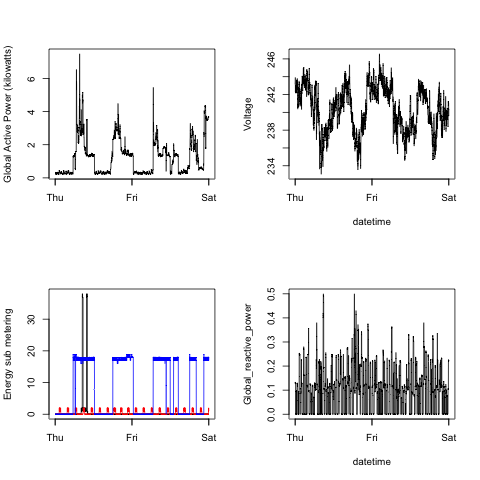 Global Active Power (kilowatts)
0 2 4 6
Thu Fri Sat
Voltage
234 238 242 246
Thu Fri Sat
datetime
Energy sub metering
0 10 20 30
Thu Fri Sat
Global_reactive_power
0.0 0.1 0.2 0.3 0.4 0.5
Thu Fri Sat
datetime